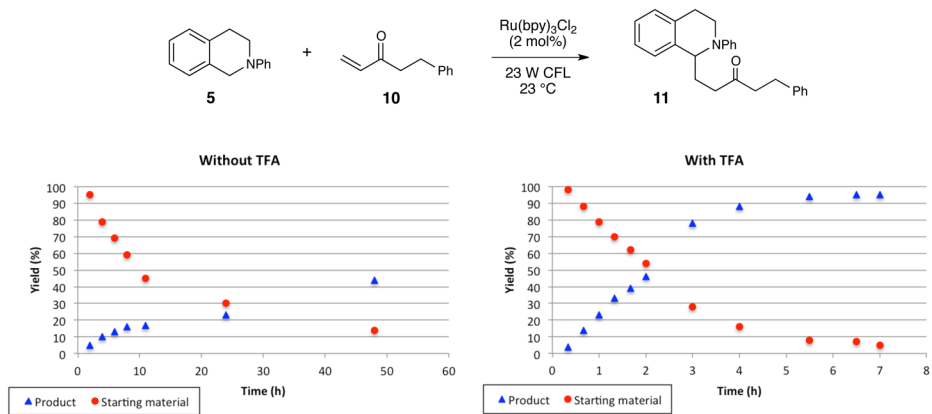 O
NPh
+
Ph
Ru(bpy)3Cl2
(2 mol%)
23 W CFL
23 °C
NPh
O
Ph
5
10
11
Without TFA
Yield (%)
100
90
80
70
60
50
40
30
20
10
0
0 10 20 30 40 50 60
Time (h)
Product Starting material
With TFA
Yield (%)
100
90
80
70
60
50
40
30
20
10
0
0 1 2 3 4 5 6 7 8
Time (h)
Product Starting material